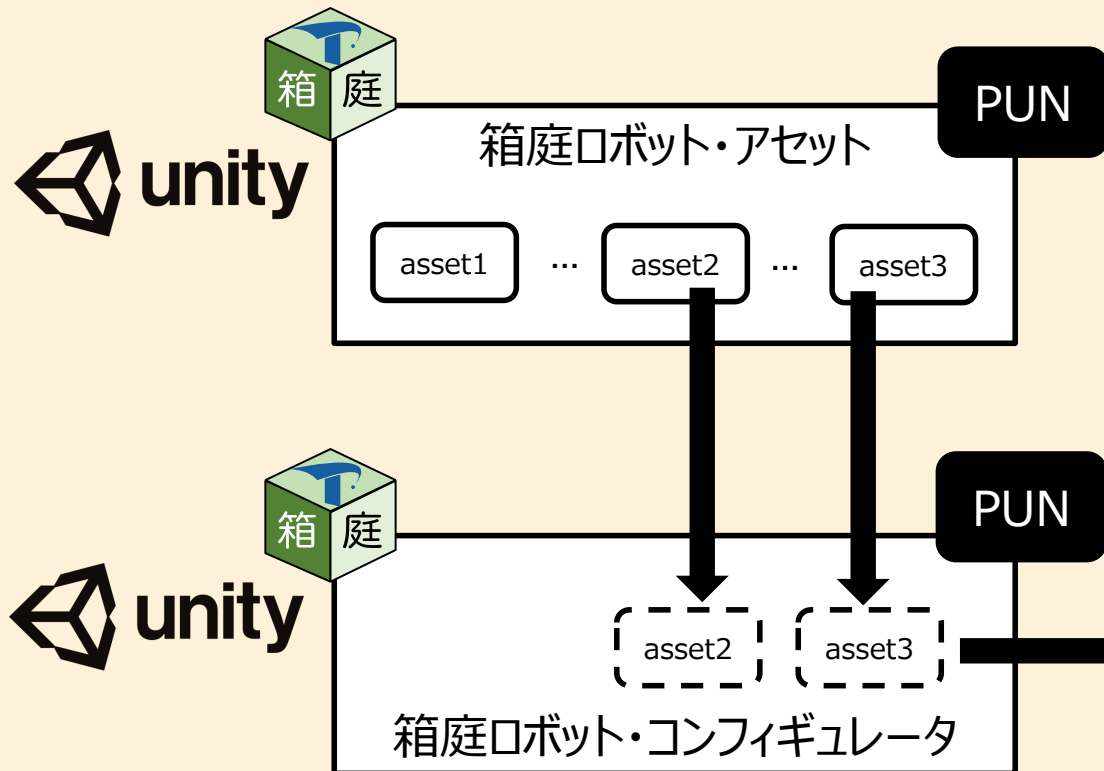 箱 庭
PUN
箱庭ロボット・アセット
unity
asset1 … asset2 … asset3
箱 庭
PUN
unity
asset2 asset3
箱庭ロボット・コンフィギュレータ